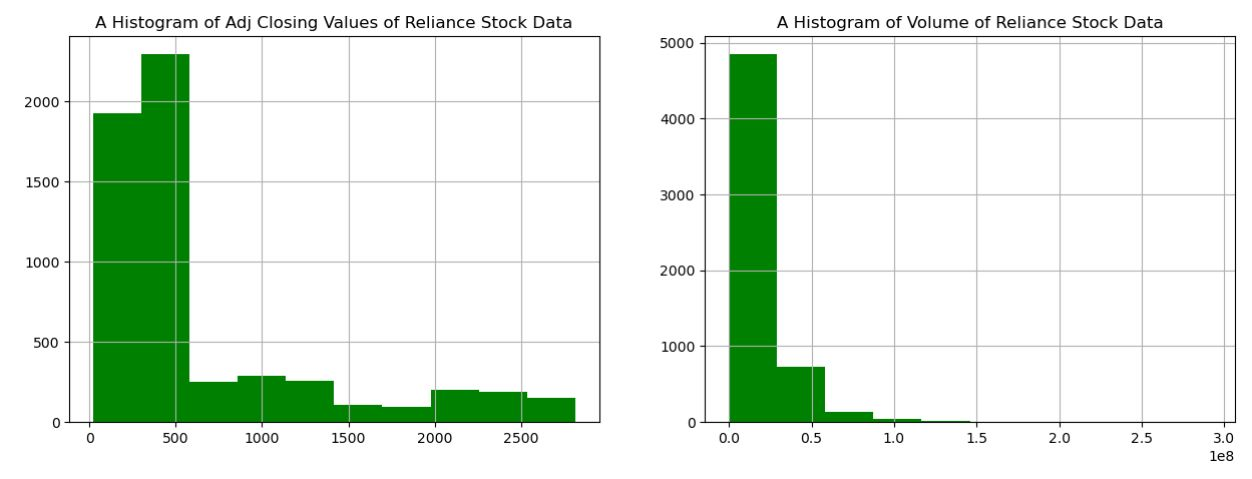 A Histogram of Adj Closing Values of Reliance Stock Data
2000
1500
1000
500
0
0 500 1000 1500 2000 2500
A Histogram of Volume of Reliance Stock Data
5000
4000
3000
2000
1000
0
0.0 0.5 1.0 1.5 2.0 2.5 3.0
1e8